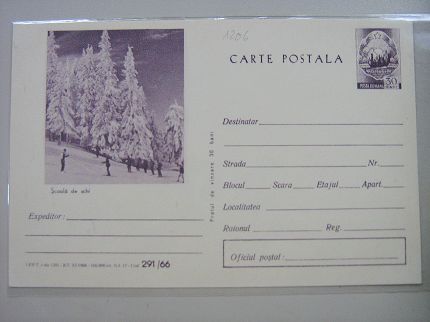 1206
CARTE POSTALA
POSTA ROMANA
30
Școală de schi
Expeditor :
291/66
Prețul de vînzare 30 bani
Destinatar
Strada Nr.
Blocul Scara Etajul Apart.
Localitatea
Raionul Reg.
Oficiul poștal :